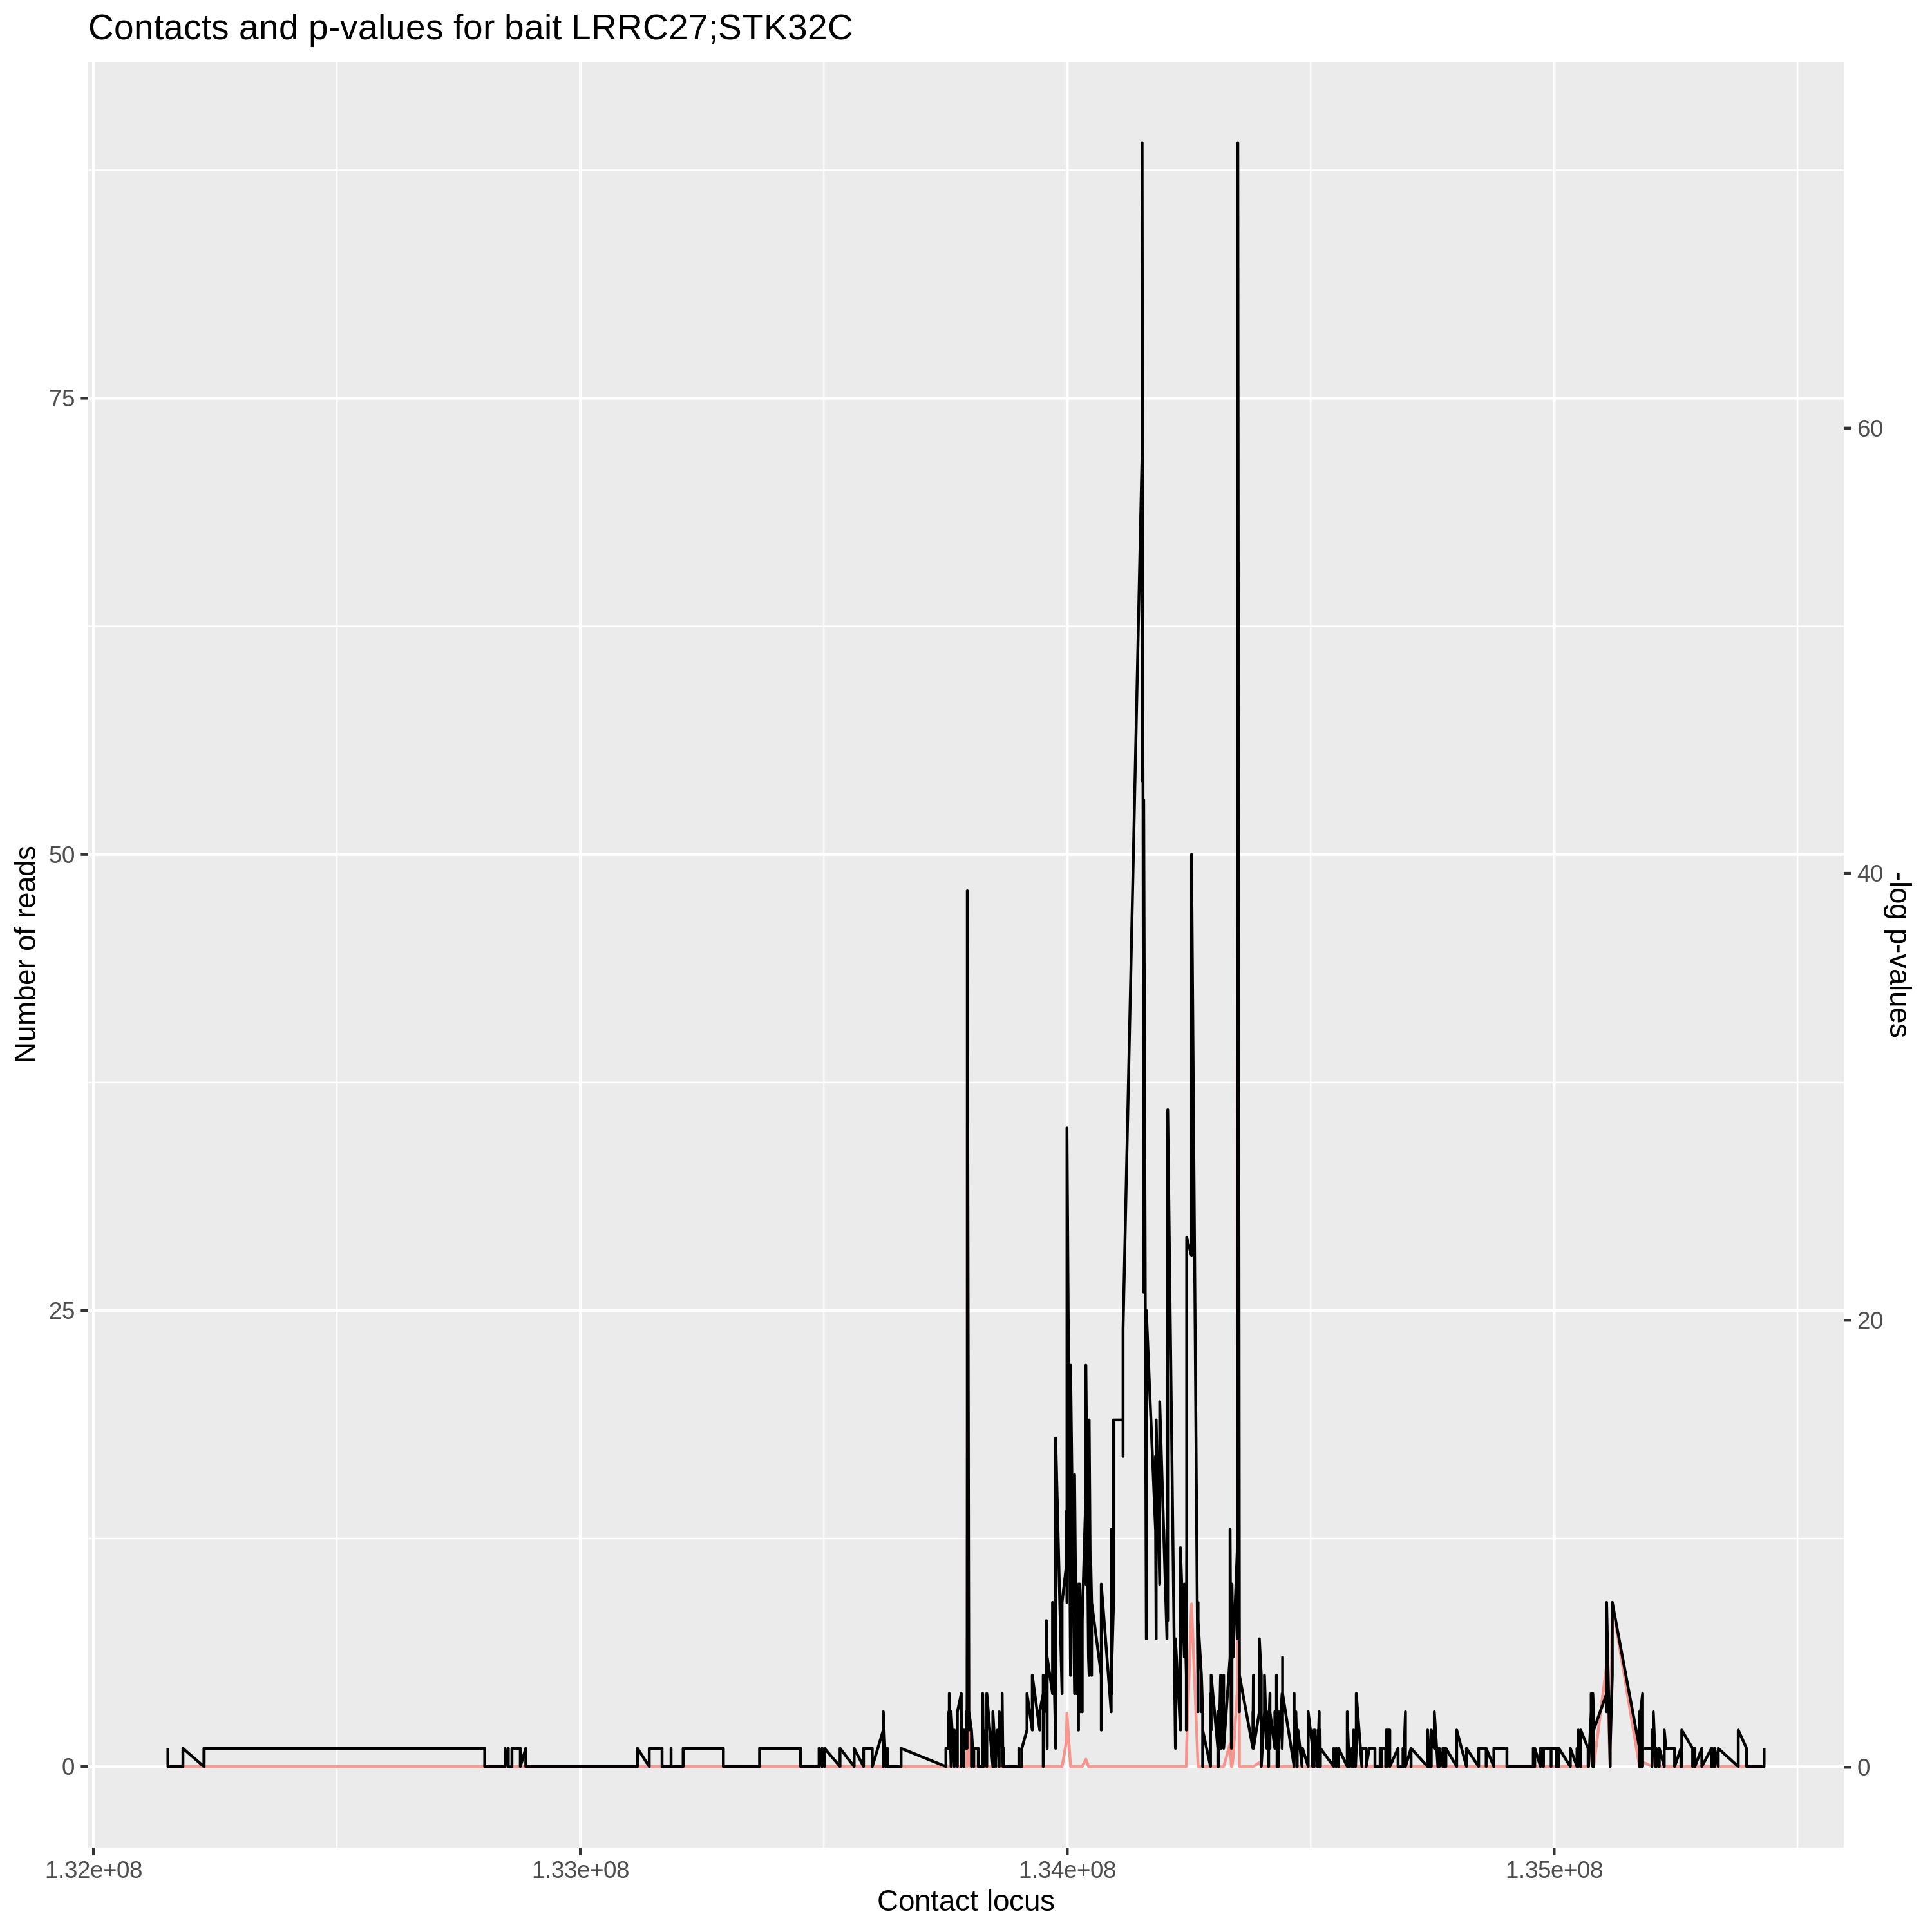 Contacts and p-values for bait LRRC27;STK32C
75
50
25
0
Number of reads
60
40
20
0
-log p-values
1.32e+08
1.33e+08
1.34e+08
1.35e+08
Contact locus